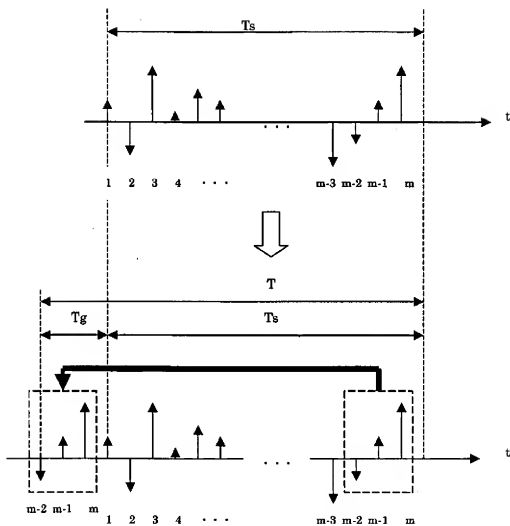 Ts
t
1 2 3 4 · · · m-3 m-2 m-1 m
· · ·
T
Tg Ts
t
· · ·
m-2 m-1 m 1 2 3 4 · · · m-3 m-2 m-1 m